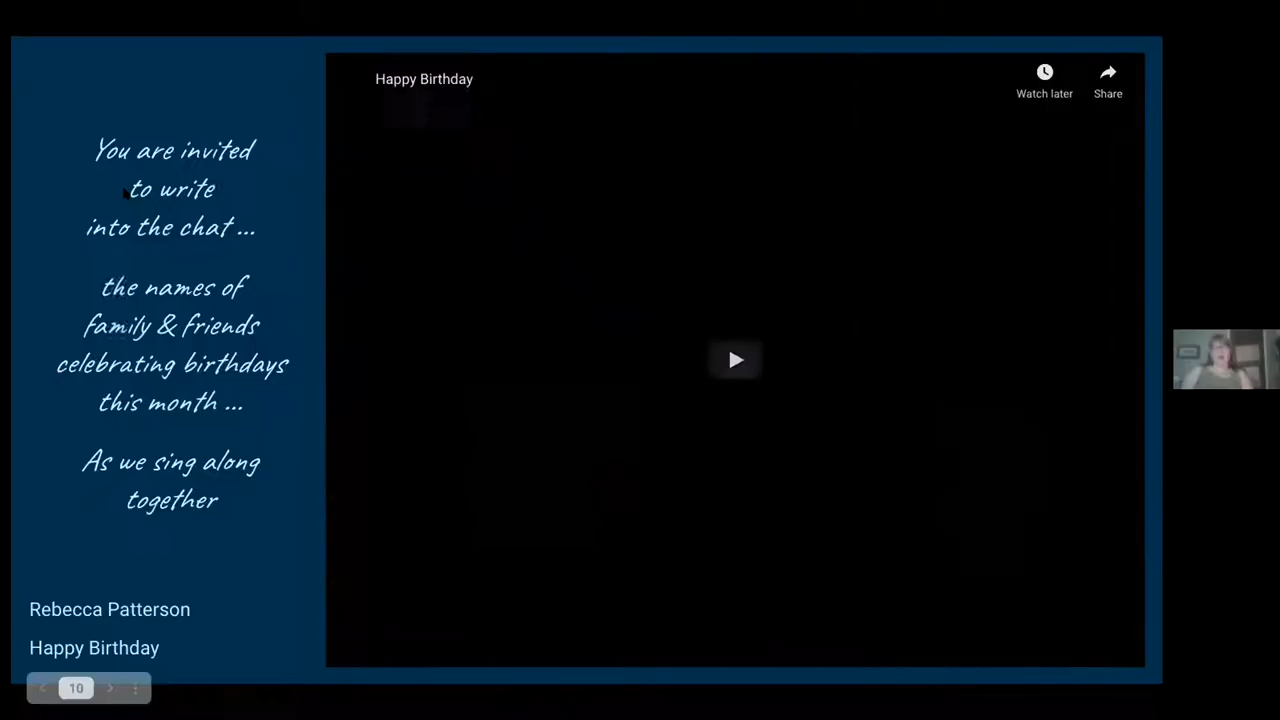 Happy Birthday
Watch later
Share
You are invited
to write
into the chat ...
the names of
family & friends
celebrating birthdays
this month ...
As we sing along
together
Rebecca Patterson
Happy Birthday
10